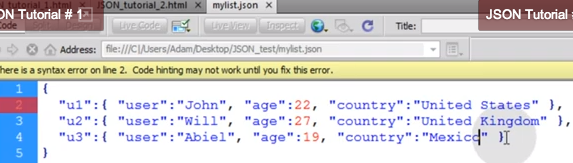 ON Tutorial # 1
JSON_tutorial_2.html
mylist.json
JSON Tutorial #
Code
Live Code
Live View
Inspect
Title:
Address: file:///C|/Users/Adam/Desktop/JSON_test/mylist.json
here is a syntax error on line 2. Code hinting may not work until you fix this error.
1 {
2 "u1":{ "user":"John", "age":22, "country":"United States" },
3 "u2":{ "user":"Will", "age":27, "country":"United Kingdom" },
4 "u3":{ "user":"Abiel", "age":19, "country":"Mexico" }
5 }